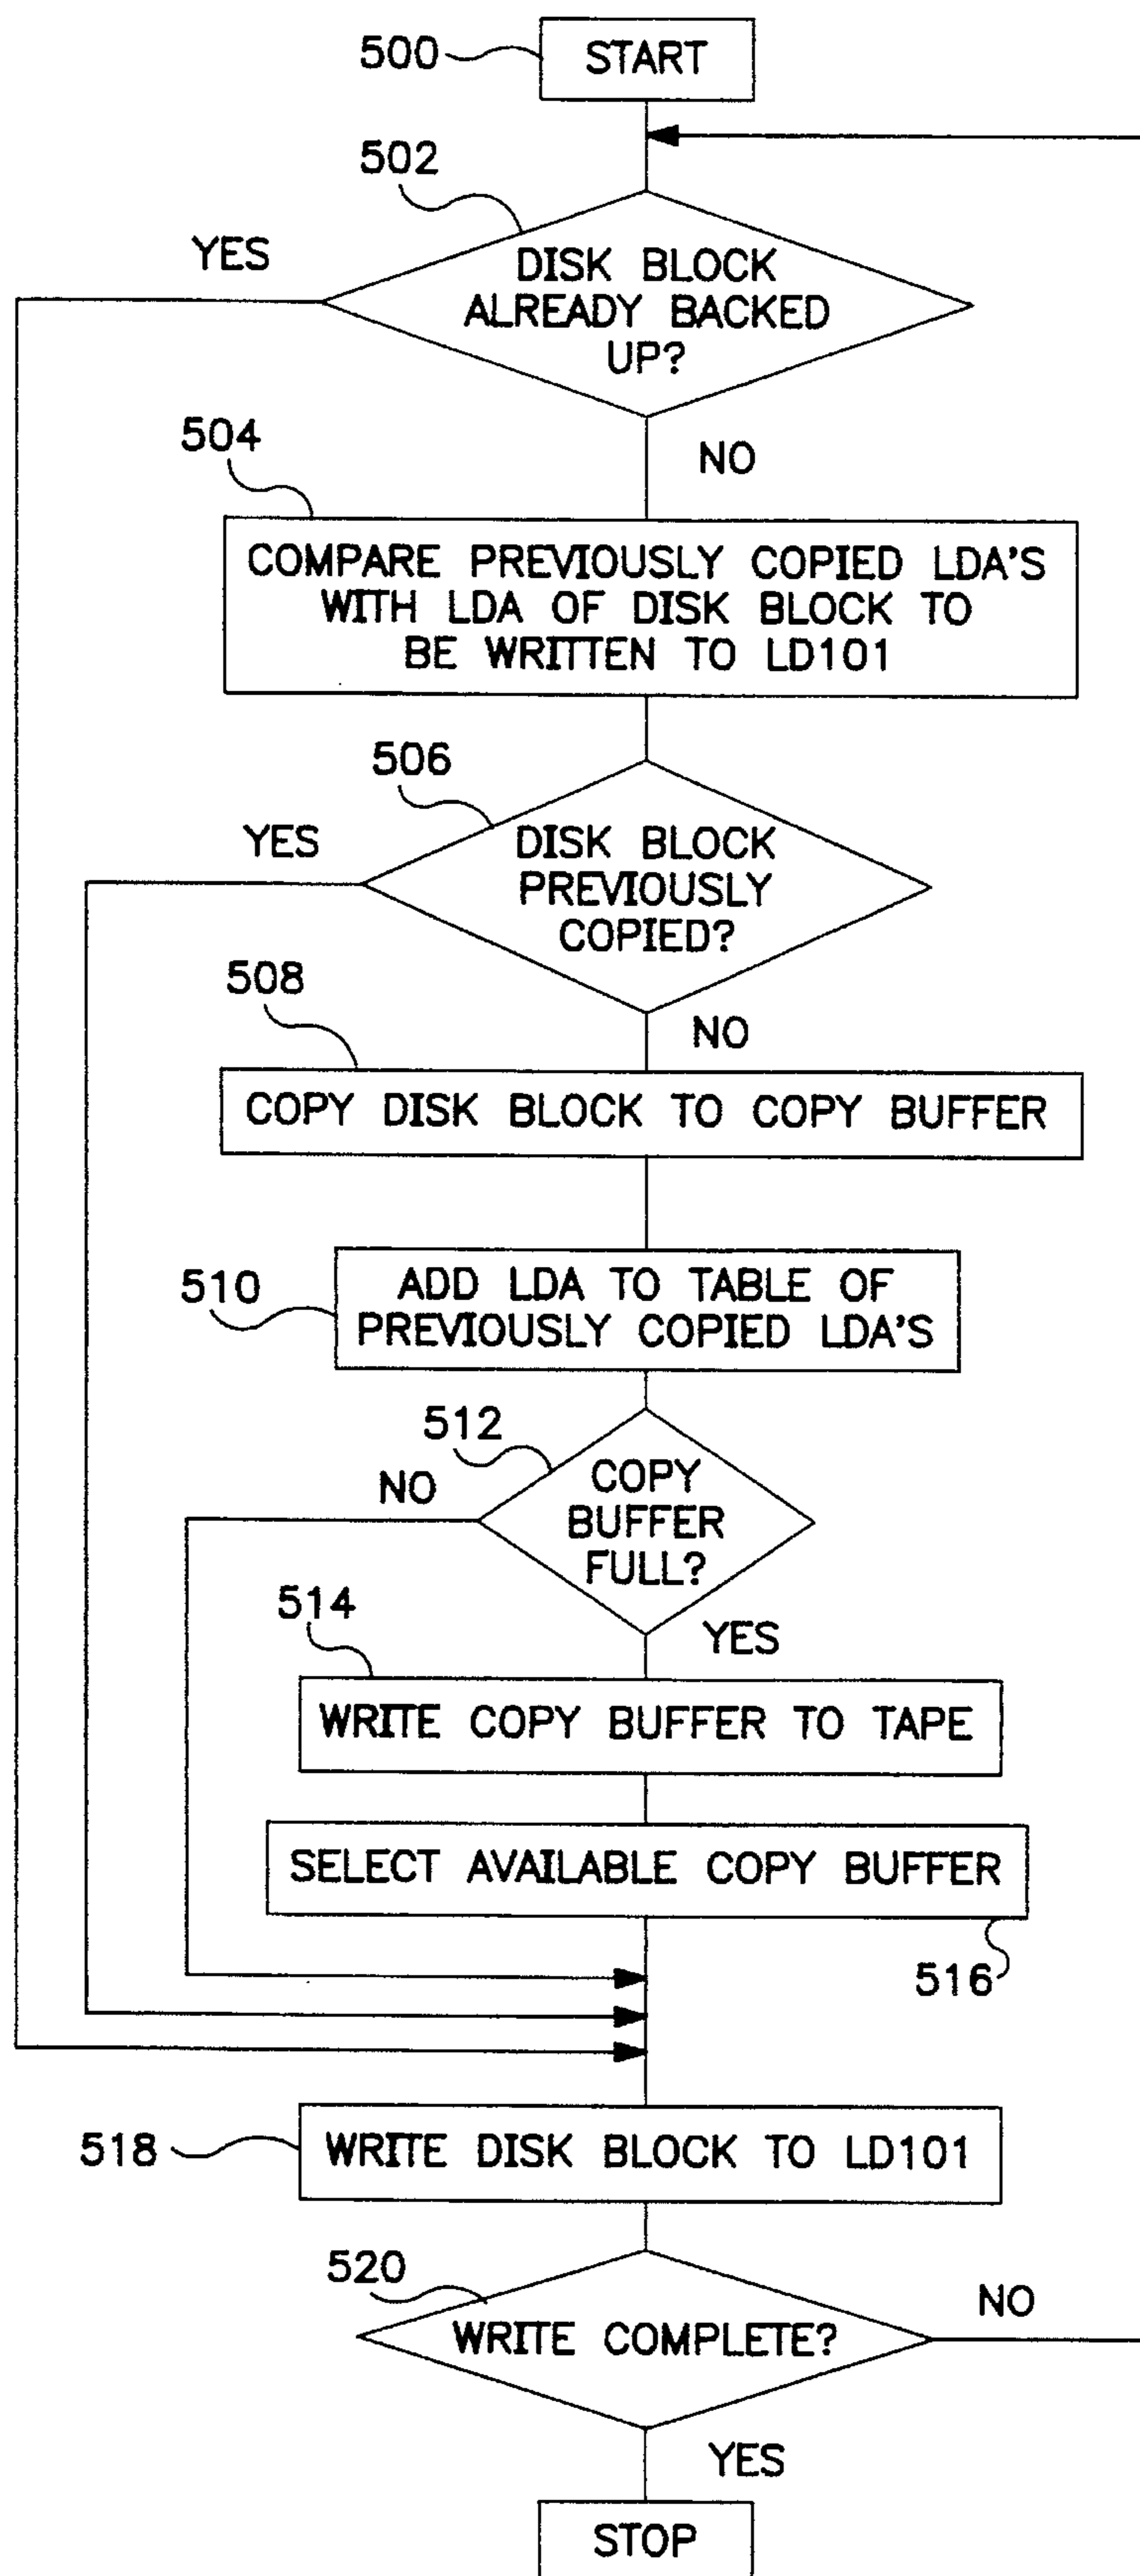 500
START
502
YES
DISK BLOCK
ALREADY BACKED
UP?
504
NO
COMPARE PREVIOUSLY COPIED LDA'S
WITH LDA OF DISK BLOCK TO
BE WRITTEN TO LD101
506
YES
DISK BLOCK
PREVIOUSLY
COPIED?
508
NO
COPY DISK BLOCK TO COPY BUFFER
510
ADD LDA TO TABLE OF
PREVIOUSLY COPIED LDA'S
512
NO
COPY
BUFFER
FULL?
514
YES
WRITE COPY BUFFER TO TAPE
SELECT AVAILABLE COPY BUFFER
516
518
WRITE DISK BLOCK TO LD101
520
NO
WRITE COMPLETE?
YES
STOP